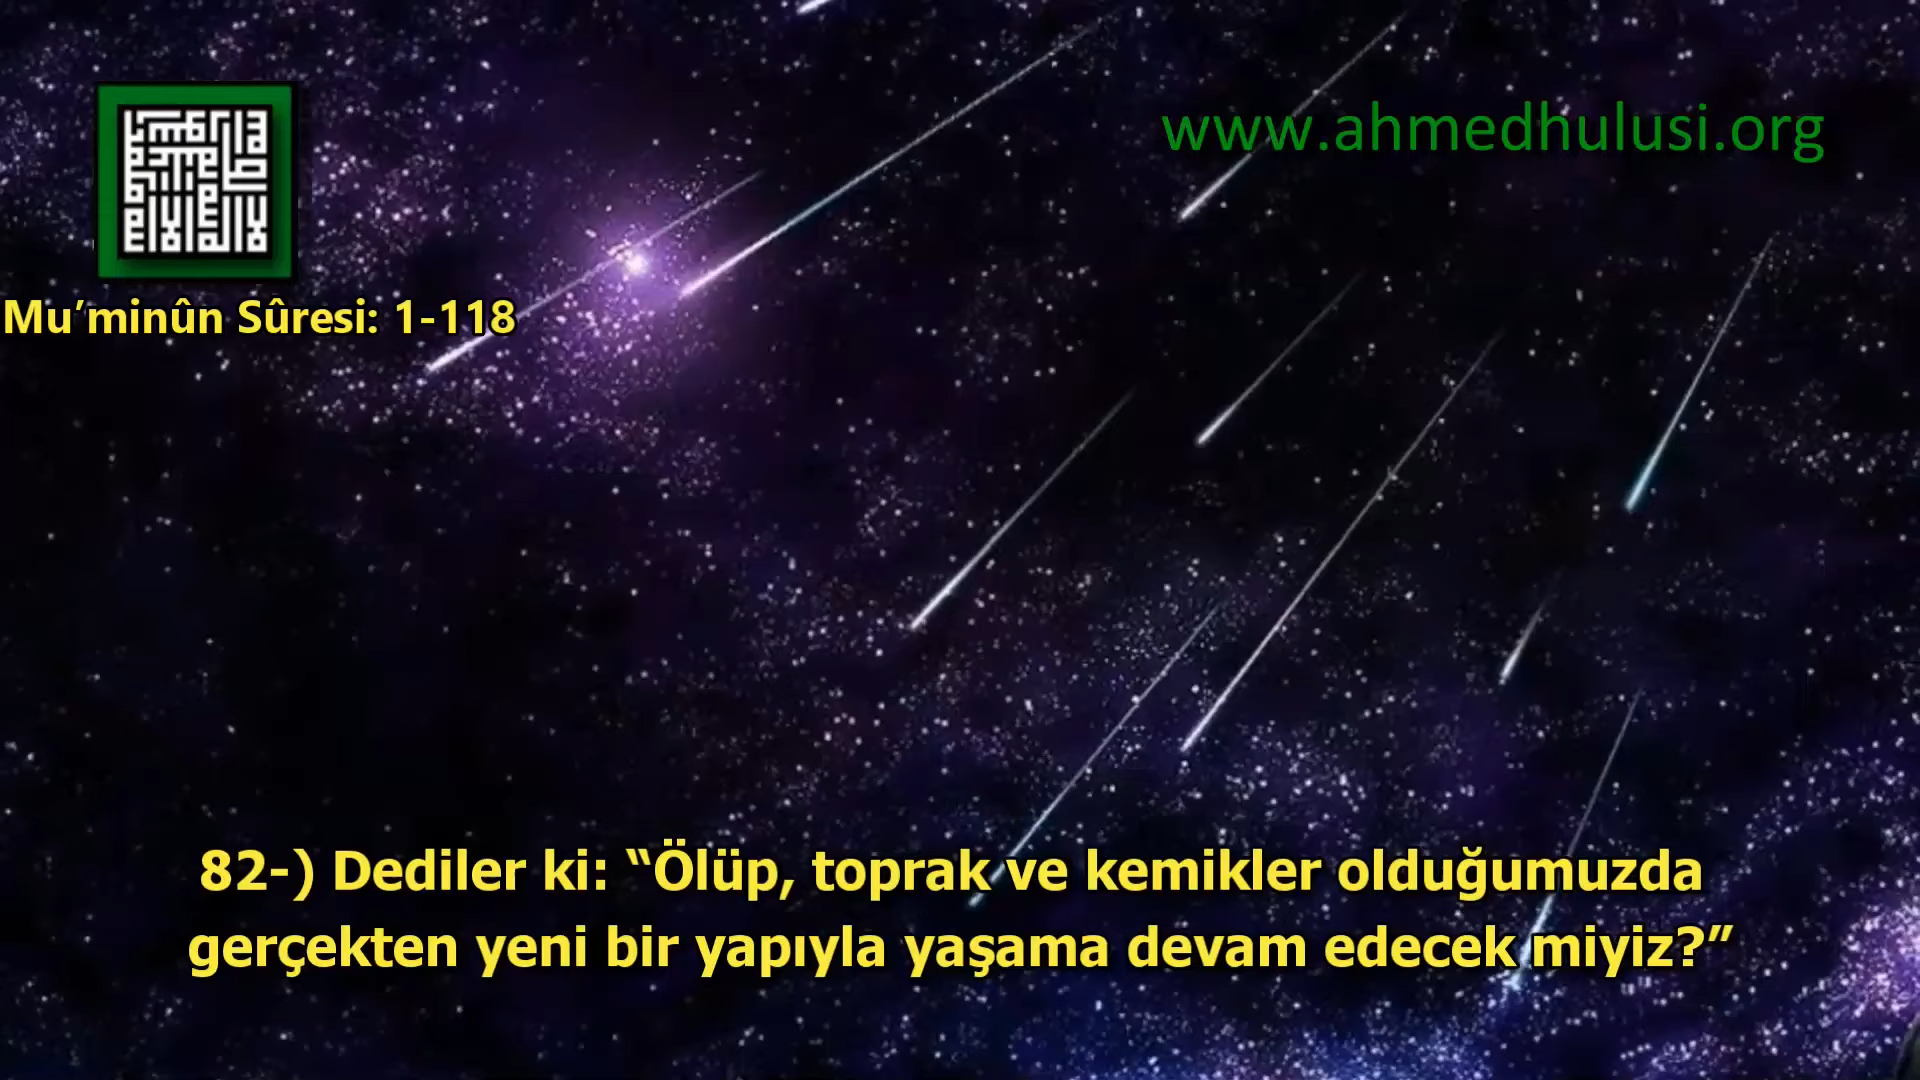 www.ahmedhulusi.org
Mu’minûn Sûresi: 1-118
82-) Dediler ki: “Ölüp, toprak ve kemikler olduğumuzda
gerçekten yeni bir yapıyla yaşama devam edecek miyiz?”